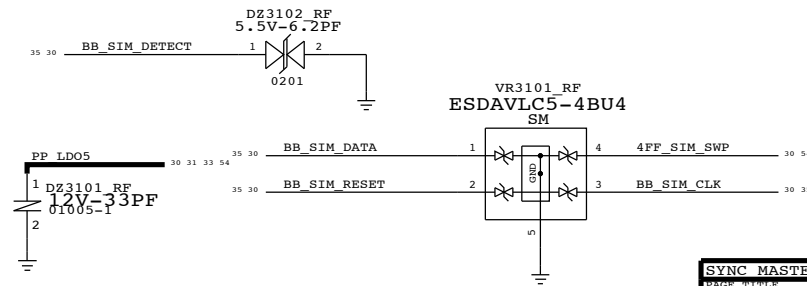 DZ3102_RF
5.5V-6.2PF
35 30 BB_SIM_DETECT 1 2
0201
VR3101_RF
ESDAVLC5-4BU4
SM
PP_LDO5 30 31 33 54
35 30 BB_SIM_DATA 1 4 4FF_SIM_SWP 30
GND
1 DZ3101_RF
12V-33PF
01005-1
2
35 30 BB_SIM_RESET 2 3 BB_SIM_CLK 30
5
SYNC MASTE
PAGE TITLE